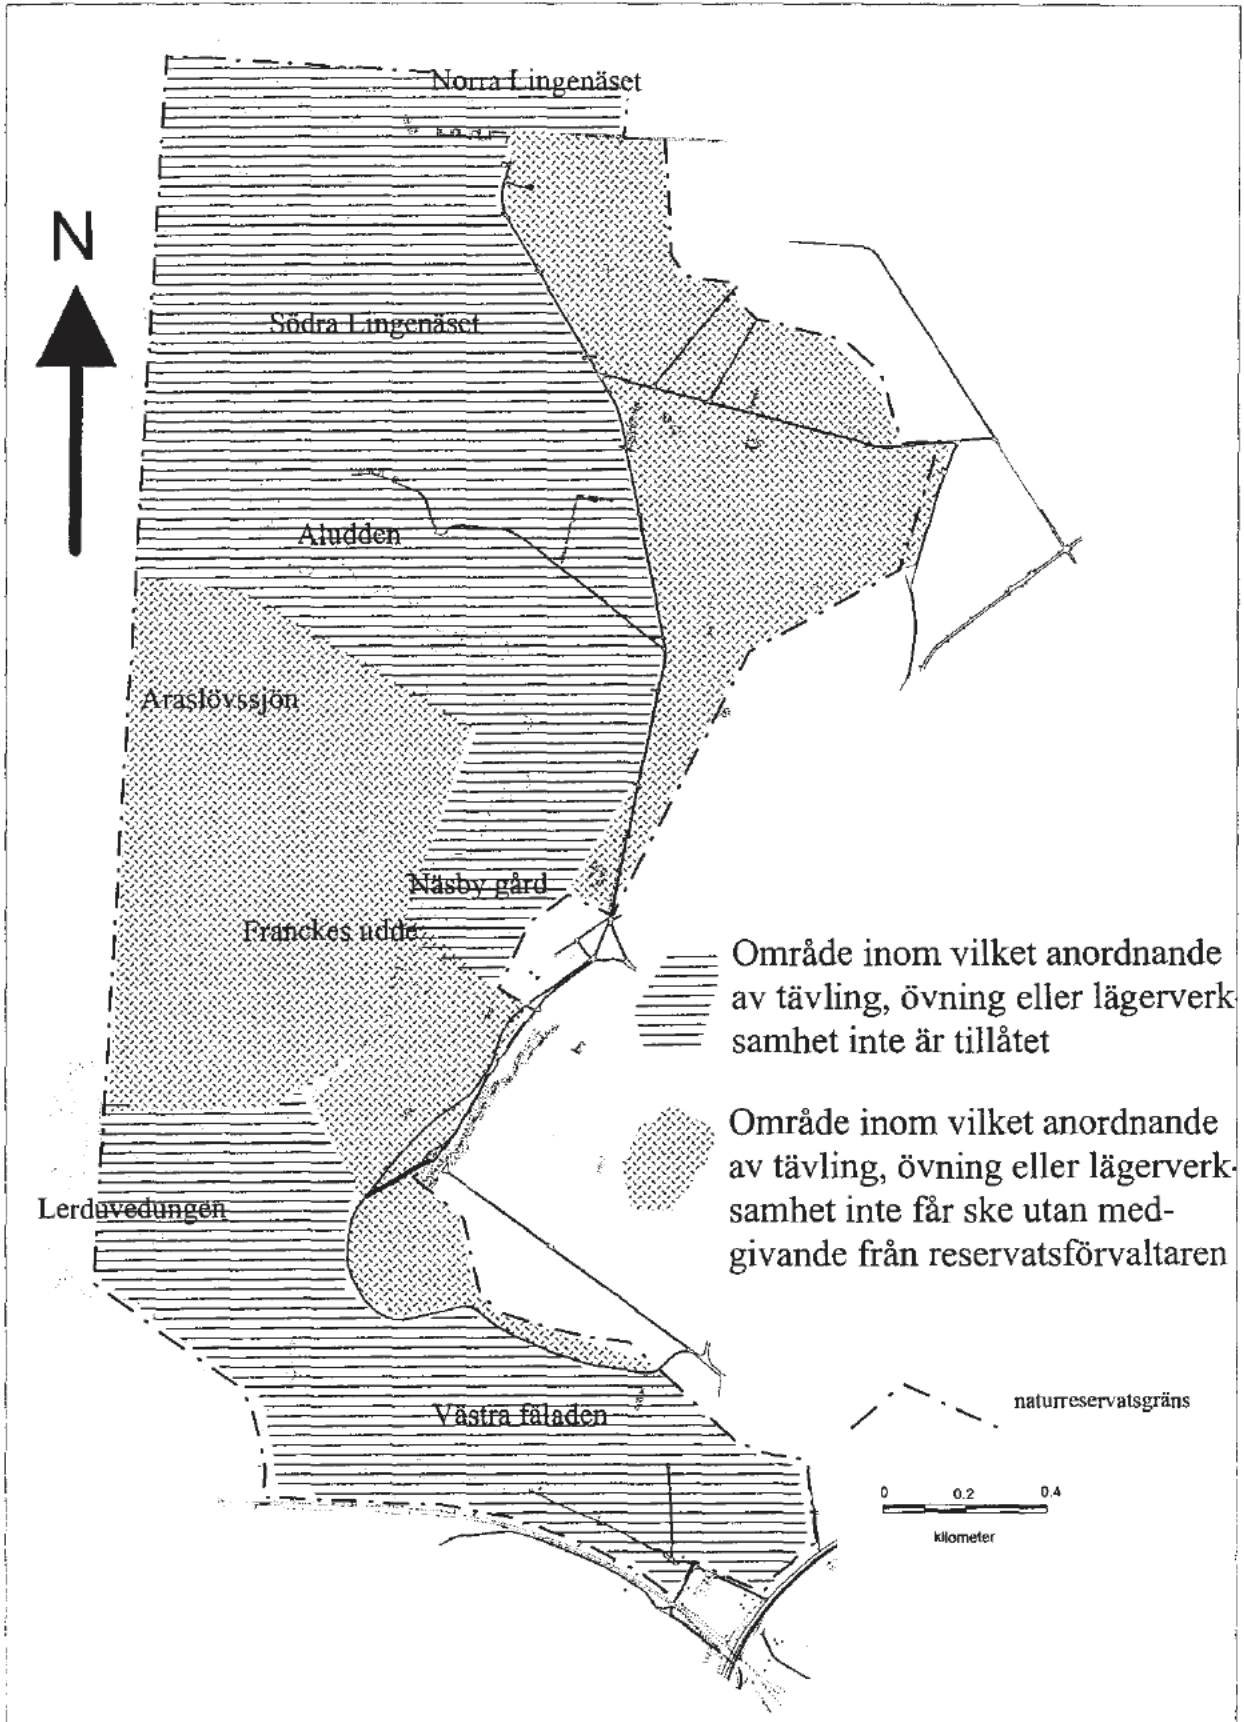 Norra Lingenäset
N
Södra Lingenäset
Aludden
Araslövssjön
Näsby gård
Franckes udde
Område inom vilket anordnande
av tävling, övning eller lägerverk-
samhet inte är tillåtet
Område inom vilket anordnande
av tävling, övning eller lägerverk-
samhet inte får ske utan med-
givande från reservatsförvaltaren
Lerduvedungen
Västra fäladen
naturreservatsgräns
0 0.2 0.4
kilometer